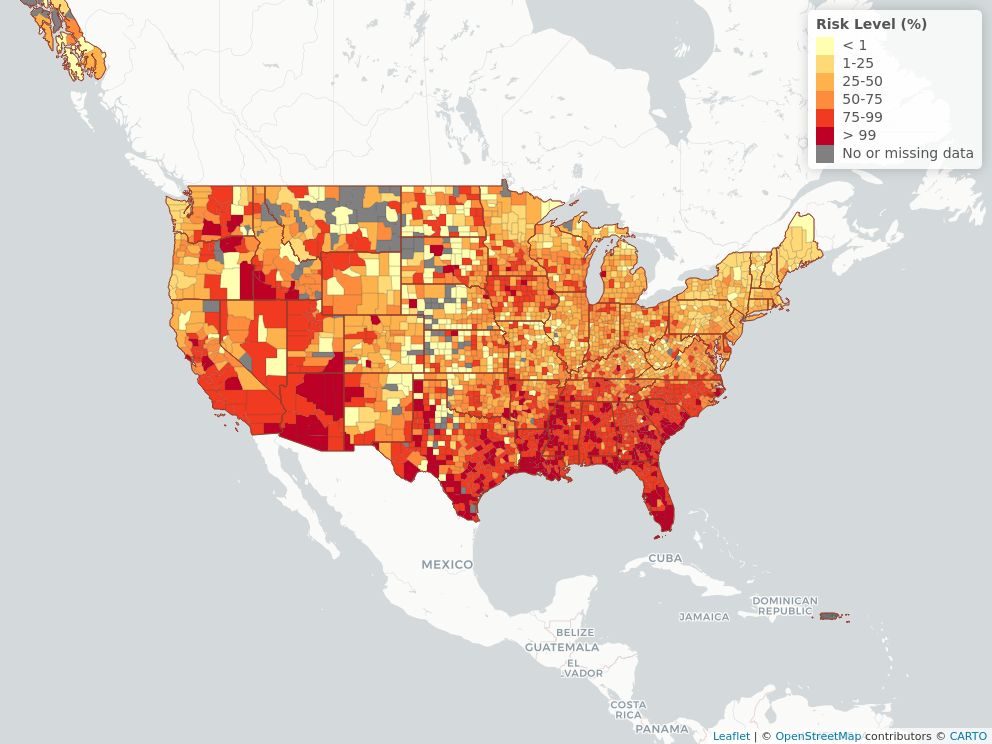 Risk Level (%)
< 1
1-25
25-50
50-75
75-99
> 99
No or missing data
MEXICO
CUBA
DOMINICAN
REPUBLIC
JAMAICA
BELIZE
GUATEMALA
EL
.VADOR
COSTA
RICA
PANAMA
Leaflet | © OpenStreetMap contributors © CARTO